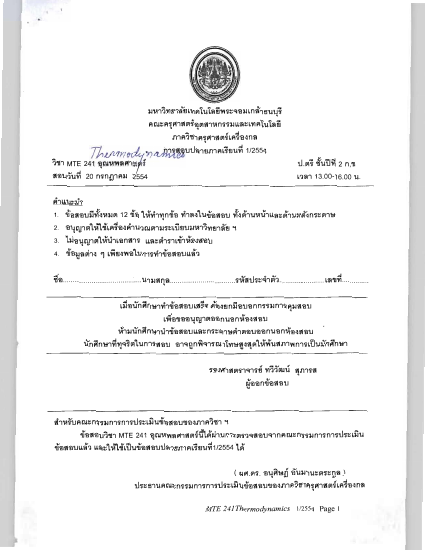 มหาวิทยาลัยเทคโนโลยีพระจอมเกล้าธนบุรี
คณะครุศาสตร์อุตสาหกรรมและเทคโนโลยี
ภาควิชาครุศาสตร์เครื่องกล
การสอบปลายภาคเรียนที่ 1/2554
Thermodynamics
วิชา MTE 241 อุณหพลศาสตร์ ป.ตรี ชั้นปีที่ 2 ก,ข
สอบวันที่ 20 กรกฎาคม 2554 เวลา 13.00-16.00 น.
คำแนะนำ
1. ข้อสอบมีทั้งหมด 12 ข้อ ให้ทำทุกข้อ ทำลงในข้อสอบ ทั้งด้านหน้าและด้านหลังกระดาษ
2. อนุญาตให้ใช้เครื่องคำนวณตามระเบียบมหาวิทยาลัย ฯ
3. ไม่อนุญาตให้นำเอกสาร และตำราเข้าห้องสอบ
4. ข้อมูลต่าง ๆ เพียงพอในการทำข้อสอบแล้ว
ชื่อ..............................นามสกุล..............................รหัสประจำตัว....................เลขที่..............
เมื่อนักศึกษาทำข้อสอบเสร็จ ต้องยกมือบอกกรรมการคุมสอบ
เพื่อขออนุญาตออกนอกห้องสอบ
ห้ามนักศึกษานำข้อสอบและกระดาษคำตอบออกนอกห้องสอบ
นักศึกษาที่ทุจริตในการสอบ อาจถูกพิจารณาโทษสูงสุดให้พ้นสภาพการเป็นนักศึกษา
รองศาสตราจารย์ ทวีวัฒน์ สุภารส
ผู้ออกข้อสอบ
สำหรับคณะกรรมการการประเมินข้อสอบของภาควิชา ฯ
ข้อสอบวิชา MTE 241 อุณหพลศาสตร์นี้ได้ผ่านการตรวจสอบจากคณะกรรมการการประเมิน
ข้อสอบแล้ว และให้ใช้เป็นข้อสอบปลายภาคเรียนที่1/2554 ได้
( ผศ.ดร. อนุศิษฏ์ อันมานะตระกูล )
ประธานคณะกรรมการการประเมินข้อสอบของภาควิชาครุศาสตร์เครื่องกล
MTE 241Thermodynamics 1/2554 Page 1